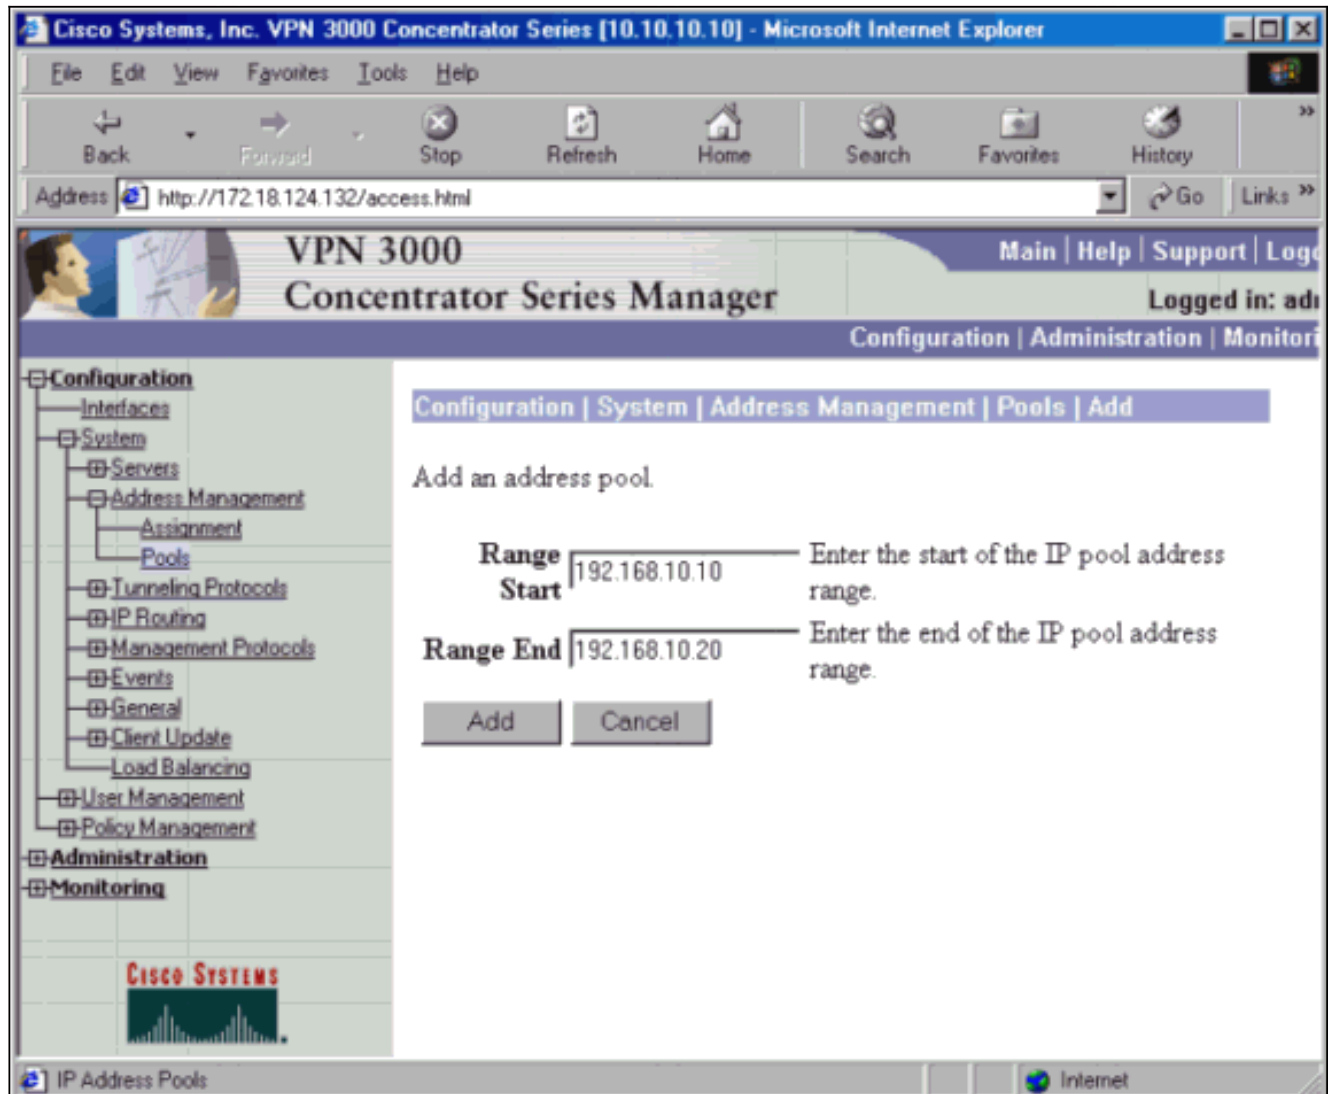 Cisco Systems, Inc. VPN 3000 Concentrator Series [10.10.10.10] - Microsoft Internet Explorer
File Edit View Favorites Tools Help
Back Forward Stop Refresh Home Search Favorites History »
Address http://172.18.124.132/access.html Go Links »
VPN 3000
Concentrator Series Manager
Main | Help | Support | Logo
Logged in: adm
Configuration | Administration | Monitori
Configuration
Interfaces
System
Servers
Address Management
Assignment
Pools
Tunneling Protocols
IP Routing
Management Protocols
Events
General
Client Update
Load Balancing
User Management
Policy Management
Administration
Monitoring
CISCO SYSTEMS
Configuration | System | Address Management | Pools | Add
Add an address pool.
Range Start 192.168.10.10 Enter the start of the IP pool address
range.
Range End 192.168.10.20 Enter the end of the IP pool address
range.
Add Cancel
IP Address Pools Internet